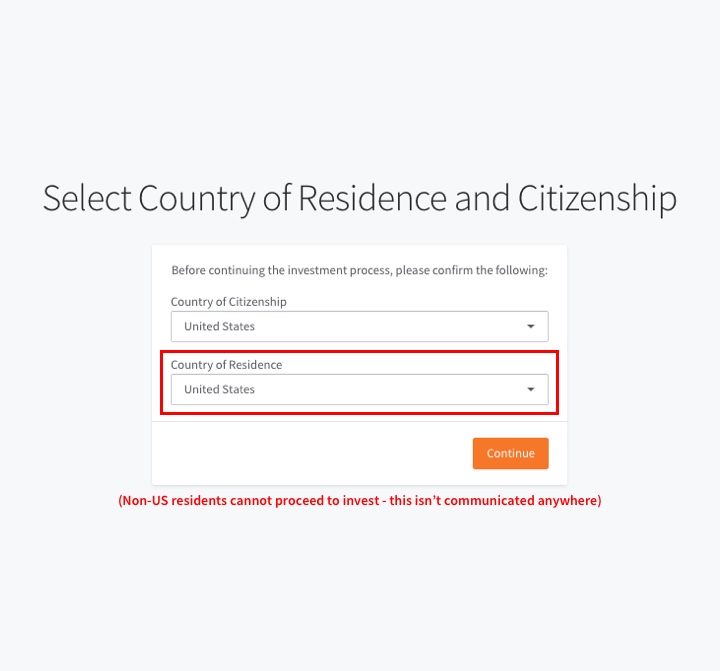 Select Country of Residence and Citizenship
Before continuing the investment process, please confirm the following:
Country of Citizenship
United States
Country of Residence
United States
Continue
(Non-US residents cannot proceed to invest - this isn’t communicated anywhere)